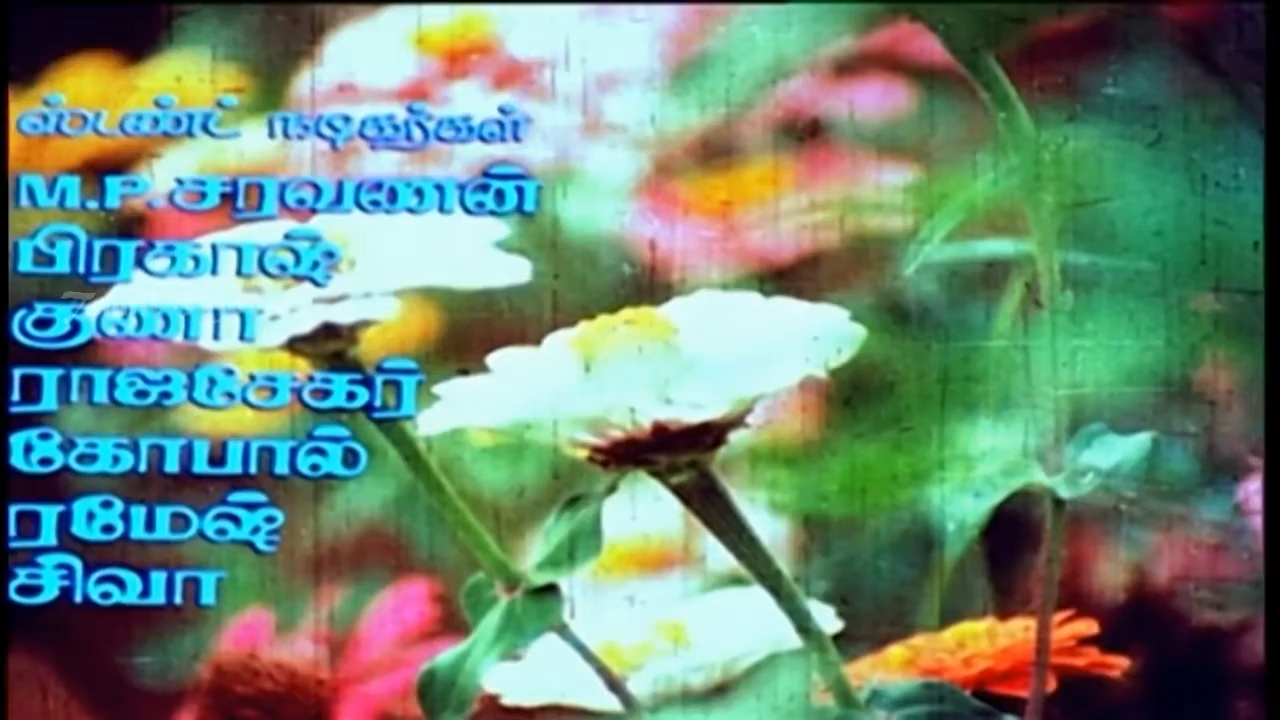 ஸ்டண்ட் நடிகர்கள்
M.P.சரவணன்
பிரகாஷ்
குணா
ராஜசேகர்
கோபால்
ரமேஷ்
சிவா